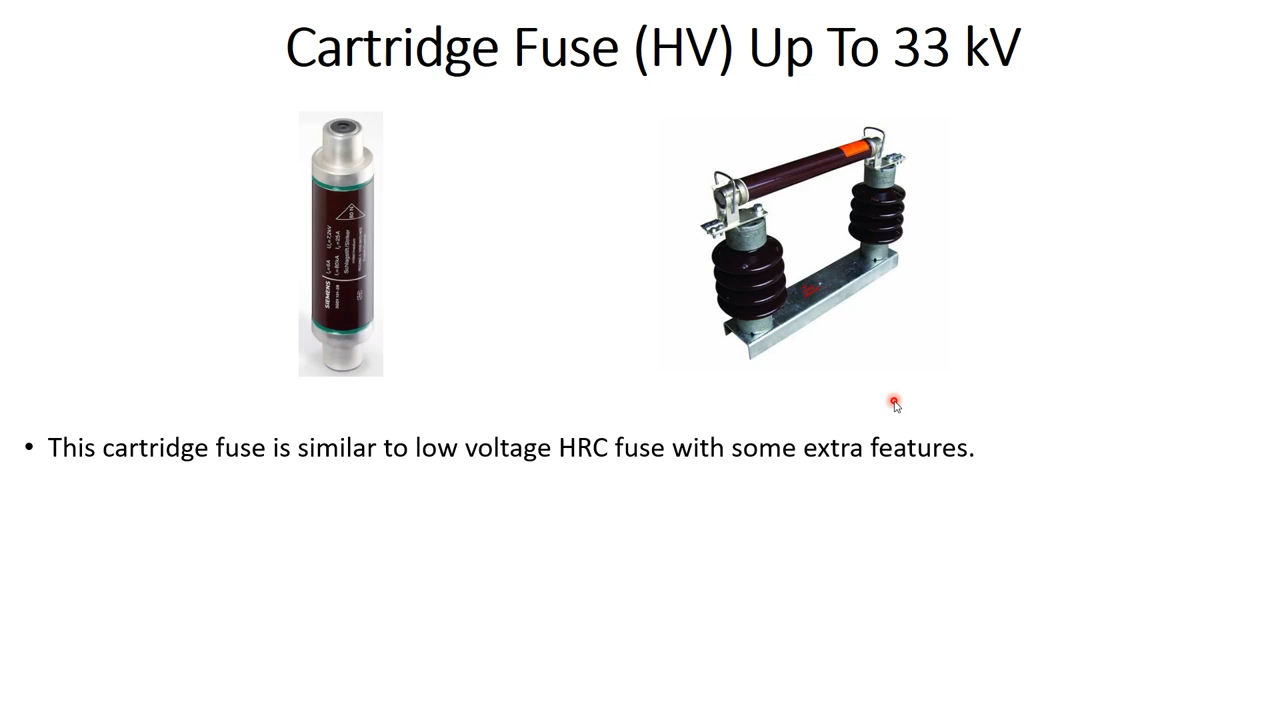 Cartridge Fuse (HV) Up To 33 kV
SIEMENS
• This cartridge fuse is similar to low voltage HRC fuse with some extra features.